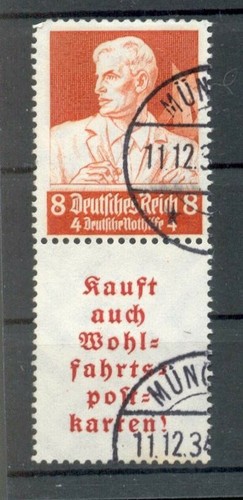 MÜN
11.12.3
8 Deutsches Reich 8
4 Deutsche Nothilfe 4
Kauft
auch
Wohl=
fahrts=
post=
karten!
MÜNC
11.12.34